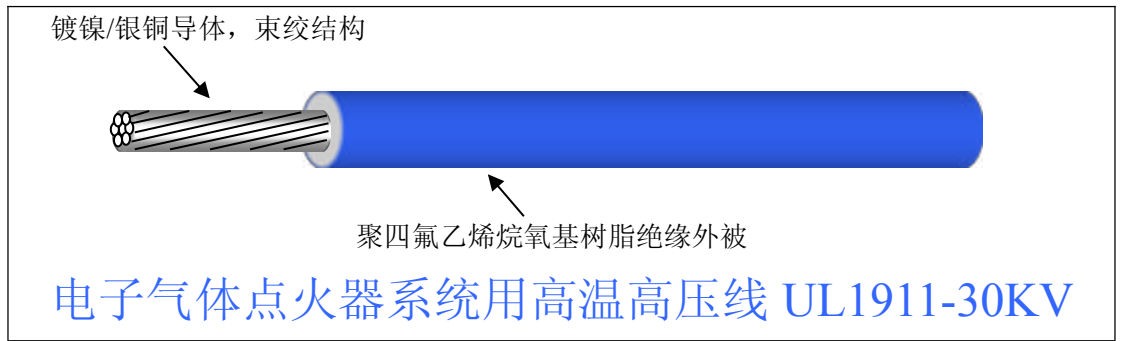 镀镍/银铜导体，束绞结构
聚四氟乙烯烷氧基树脂绝缘外被
电子气体点火器系统用高温高压线 UL1911-30KV